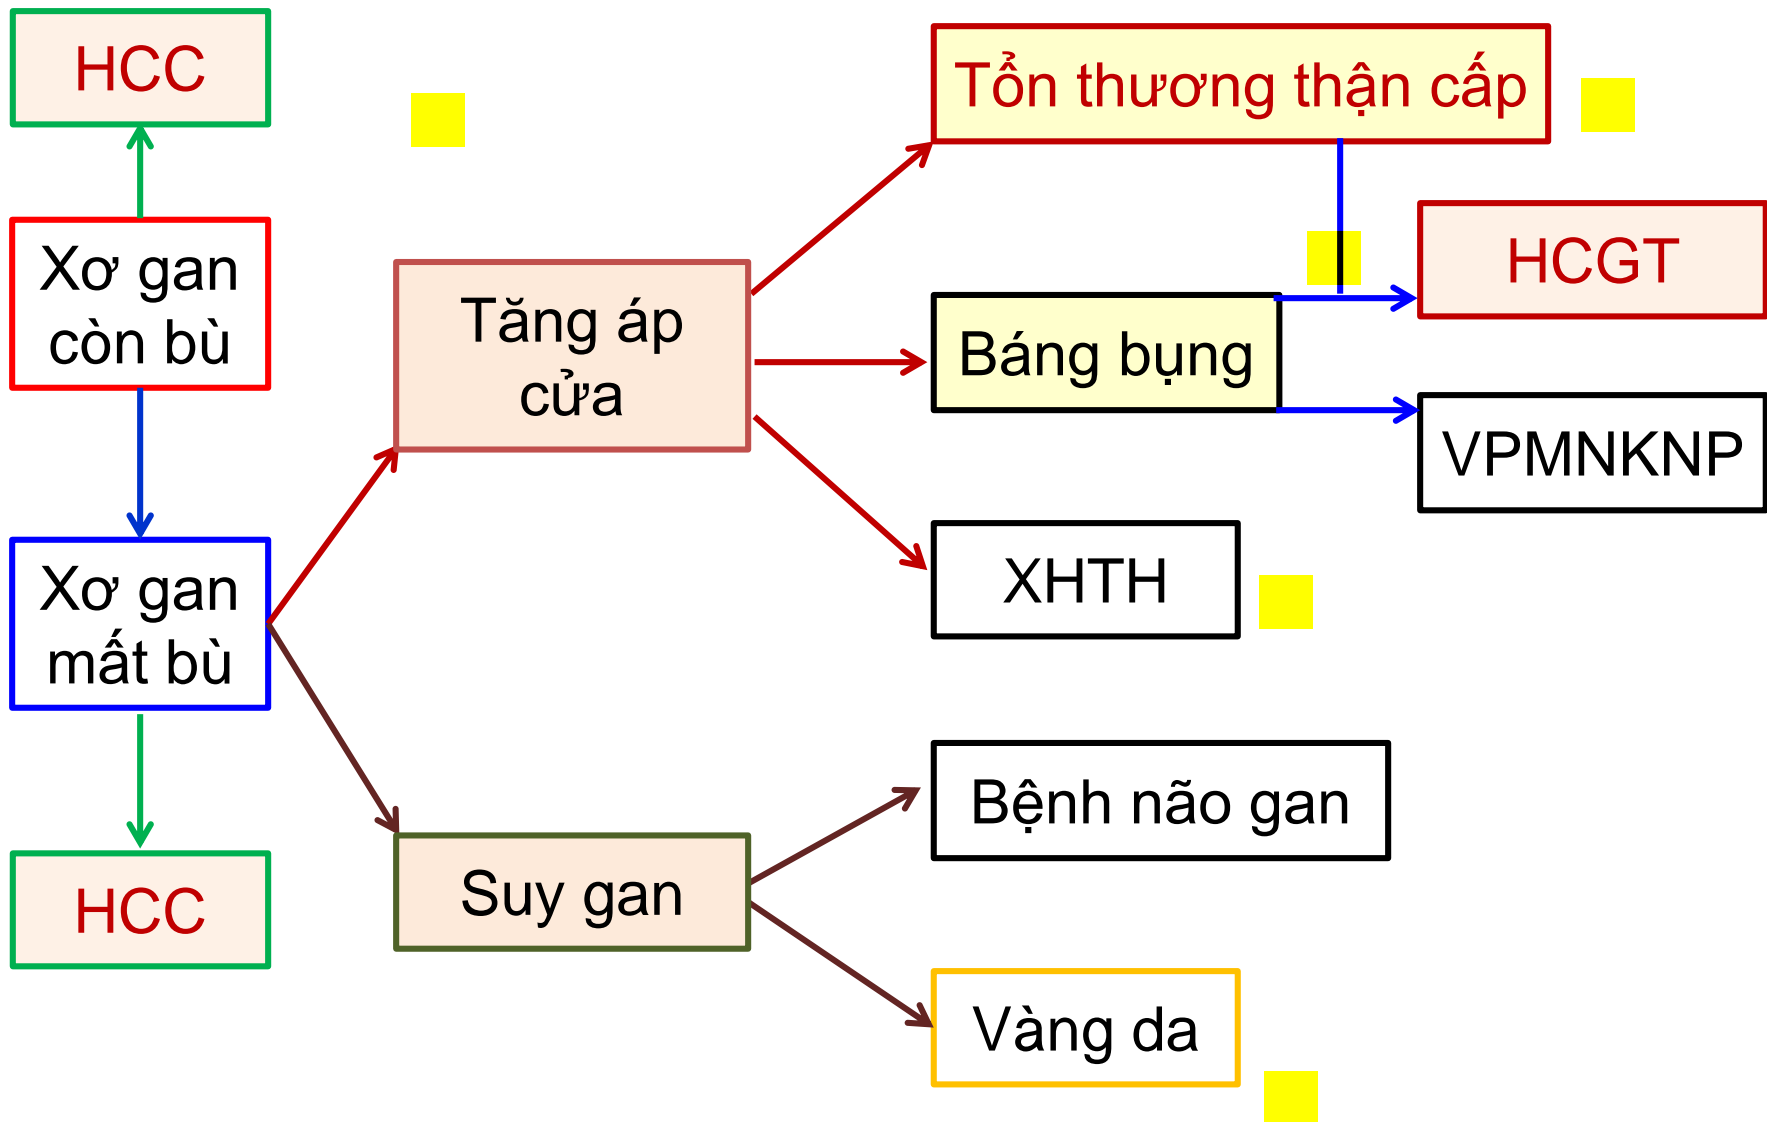 HCC
Xơ gan
còn bù
Xơ gan
mất bù
HCC
Tăng áp
cửa
Suy gan
Tổn thương thận cấp
Báng bụng
XHTH
Bệnh não gan
Vàng da
HCGT
VPMNKNP